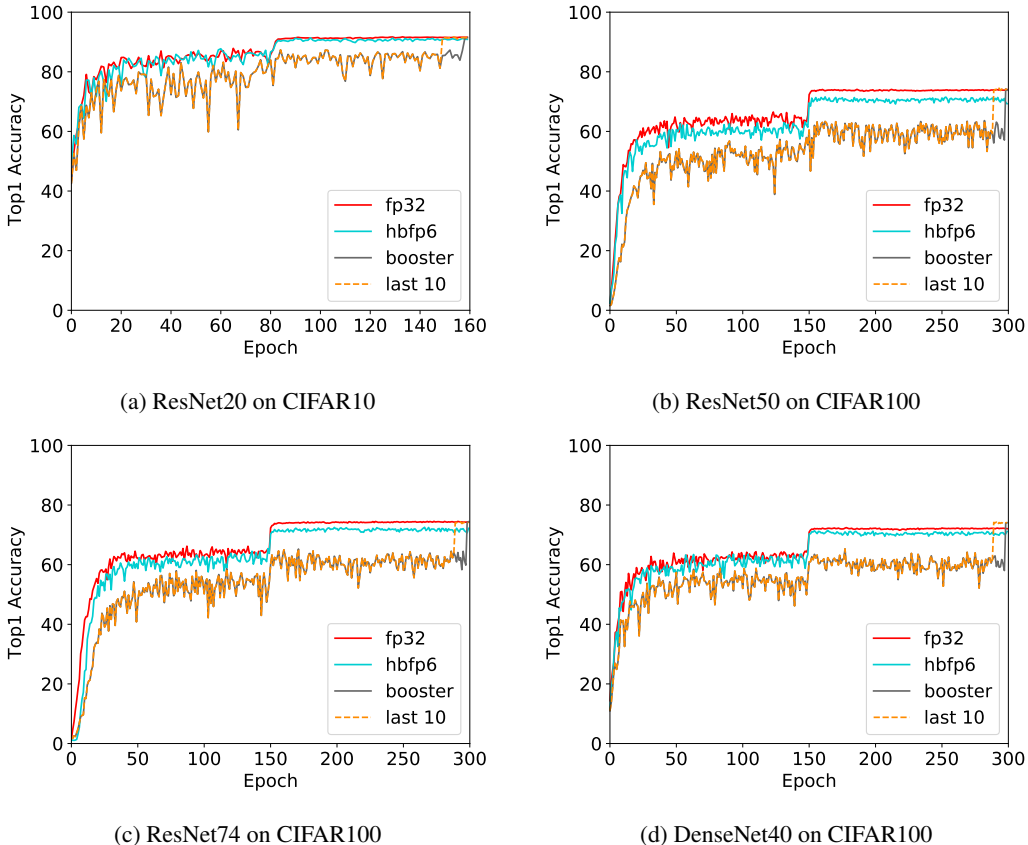 100
80
60
40
20
0
Top1 Accuracy
fp32
hbfp6
booster
last 10
0 20 40 60 80 100 120 140 160
Epoch
(a) ResNet20 on CIFAR10
100
80
60
40
20
0
Top1 Accuracy
fp32
hbfp6
booster
last 10
0 50 100 150 200 250 300
Epoch
(b) ResNet50 on CIFAR100
100
80
60
40
20
0
Top1 Accuracy
fp32
hbfp6
booster
last 10
0 50 100 150 200 250 300
Epoch
(c) ResNet74 on CIFAR100
100
80
60
40
20
0
Top1 Accuracy
fp32
hbfp6
booster
last 10
0 50 100 150 200 250 300
Epoch
(d) DenseNet40 on CIFAR100